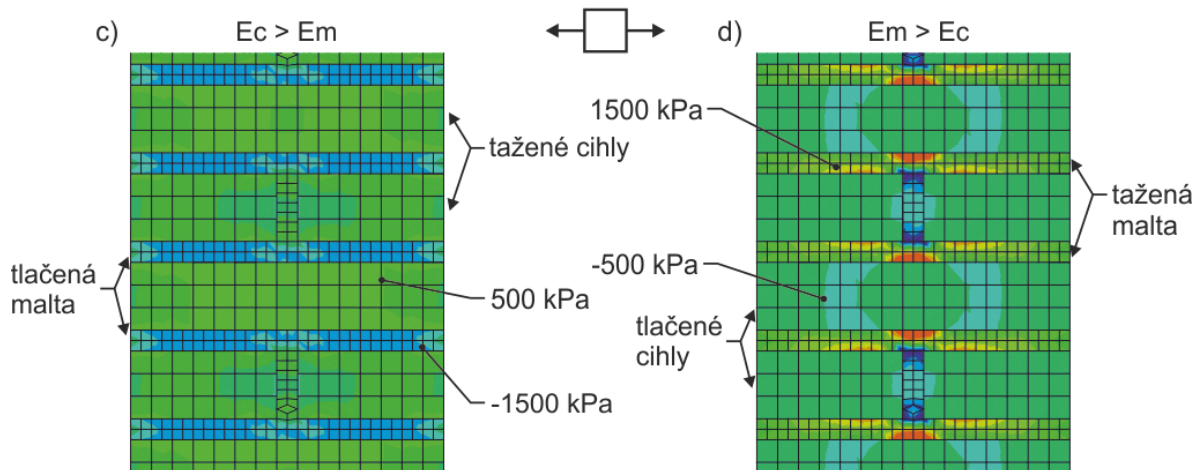 c)
Ec > Em
d)
Em > Ec
1500 kPa
tažené cihly
tažená
malta
tlačená
malta
-500 kPa
500 kPa
tlačené
cihly
-1500 kPa